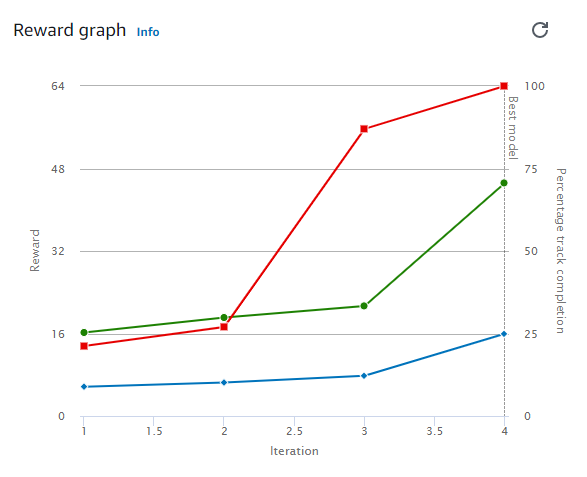 Reward graph Info
64
48
32
16
0
Reward
100
75
50
25
0
Best model
Percentage track completion
1 1.5 2 2.5 3 3.5 4
Iteration